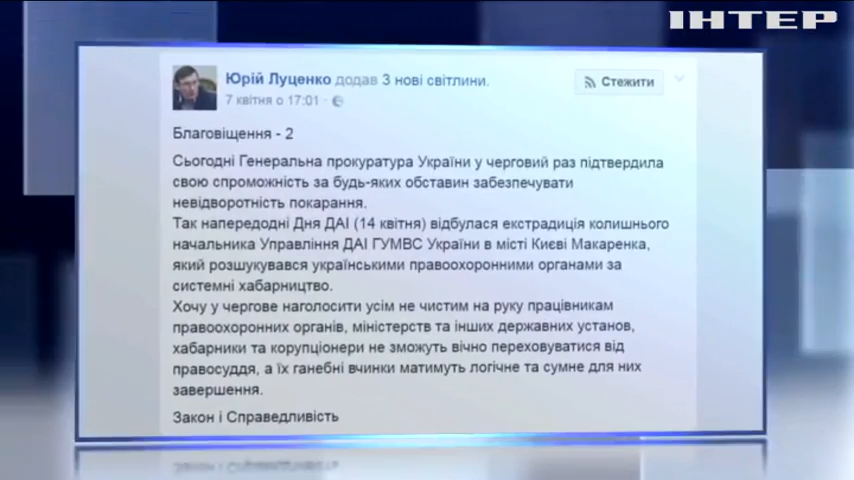 ІНТЕР
Юрій Луценко додав 3 нові світлини.
Стежити
7 квітня о 17:01
Благовіщення - 2
Сьогодні Генеральна прокуратура України у черговий раз підтвердила
свою спроможність за будь-яких обставин забезпечувати
невідворотність покарання.
Так напередодні Дня ДАІ (14 квітня) відбулася екстрадиція колишнього
начальника Управління ДАІ ГУМВС України в місті Києві Макаренка,
який розшукувався українськими правоохоронними органами за
системні хабарництво.
Хочу у чергове наголосити усім не чистим на руку працівникам
правоохоронних органів, міністерств та інших державних установ,
хабарники та корупціонери не зможуть вічно переховуватися від
правосуддя, а їх ганебні вчинки матимуть логічне та сумне для них
завершення.
Закон і Справедливість